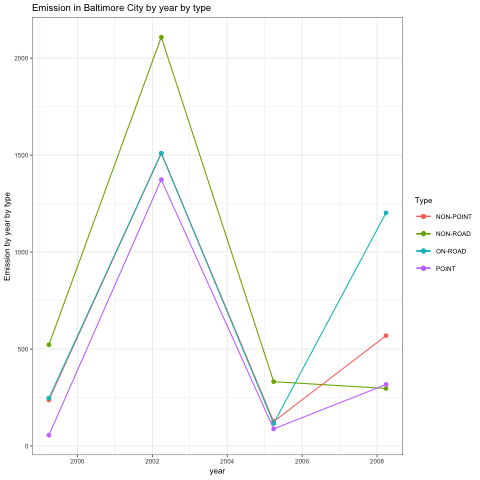 Emission in Baltimore City by year by type
Emission by year by type
2000
1500
1000
500
0
2000
2002
2004
2006
2008
year
Type
NON-POINT
NON-ROAD
ON-ROAD
POINT